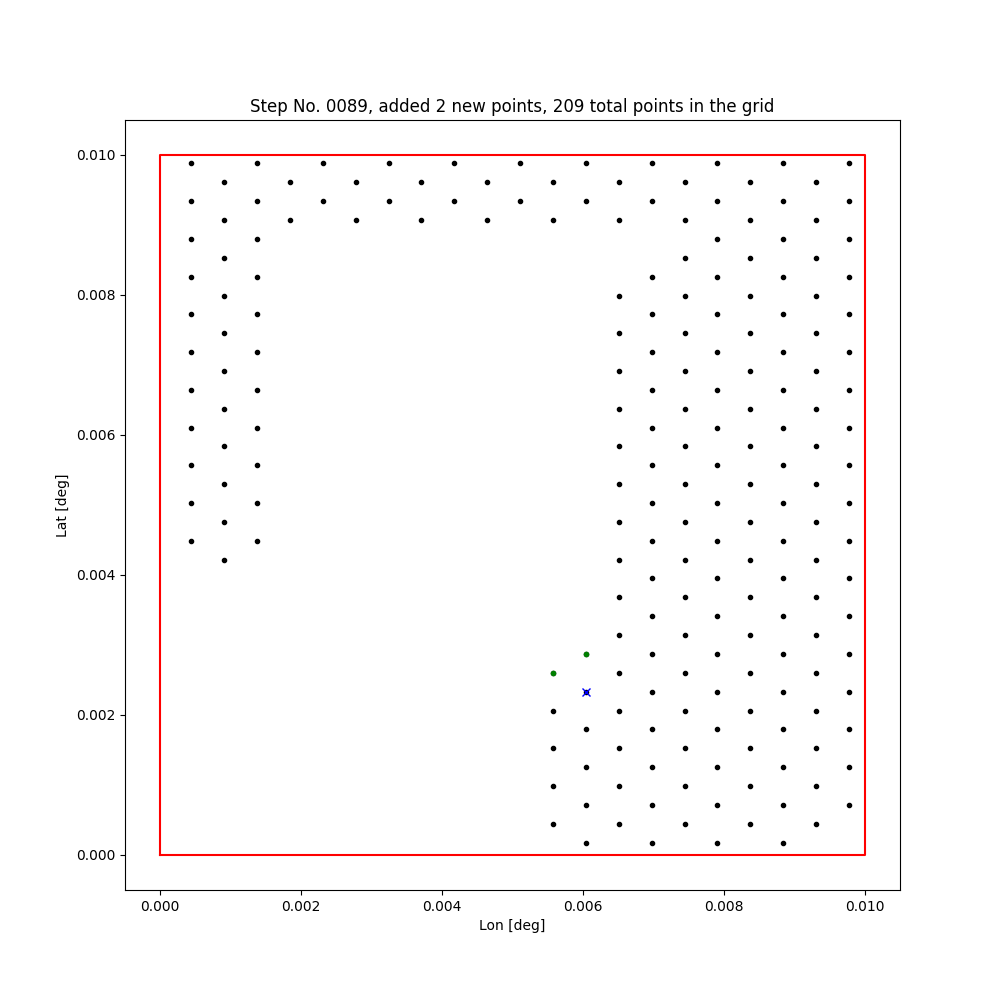 Step No. 0089, added 2 new points, 209 total points in the grid
0.010
0.008
0.006
0.004
0.002
0.000
Lat [deg]
0.000 0.002 0.004 0.006 0.008 0.010
Lon [deg]